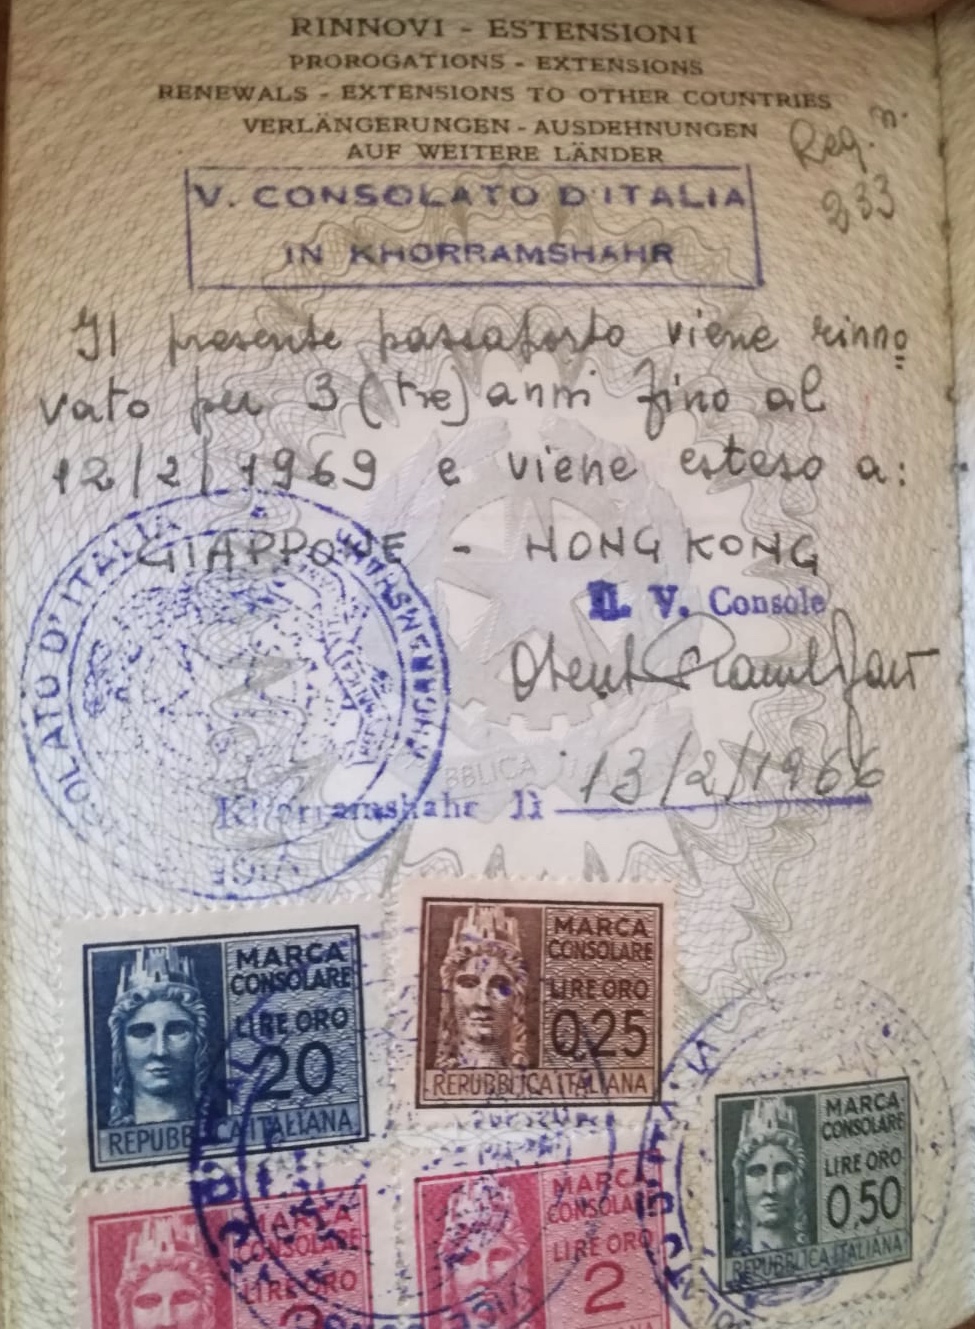 RINNOVI - ESTENSIONI
PROROGATIONS - EXTENSIONS
RENEWALS - EXTENSIONS TO OTHER COUNTRIES
VERLÄNGERUNGEN - AUSDEHNUNGEN
AUF WEITERE LÄNDER
Reg. n.
233
V. CONSOLATO D'ITALIA
IN KHORRAMSHAHR
Il presente passaporto viene rinno
vato per 3 (tre) anni fino al
12/2/1969 e viene esteso a:
GIAPPONE - HONG KONG
IL V. Console
13/2/1966
Khorramshahr lì
BBLICA ITALI
MARCA
CONSOLARE
LIRE ORO
20
REPUBBLICA ITALIANA
MARCA
CONSOLARE
LIRE ORO
0,25
REPUBBLICA ITALIANA
MARCA
CONSOLARE
LIRE ORO
0,50
REPUBBLICA ITALIANA
MARCA
CONSOLARE
LIRE ORO
MARCA
CONSOLARE
LIRE ORO
2